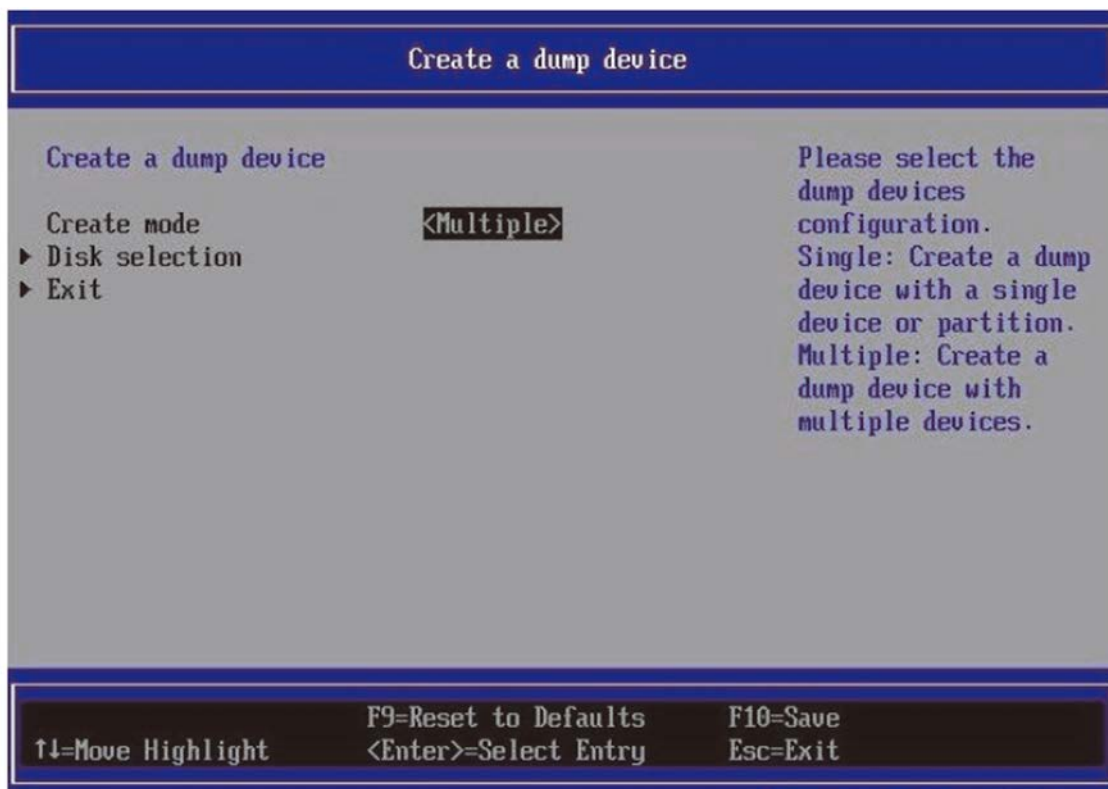 Create a dump device
Create a dump device
Create mode <Multiple>
Disk selection
Exit
Please select the
dump devices
configuration.
Single: Create a dump
device with a single
device or partition.
Multiple: Create a
dump device with
multiple devices.
F9=Reset to Defaults F10=Save
↑↓=Move Highlight <Enter>=Select Entry Esc=Exit